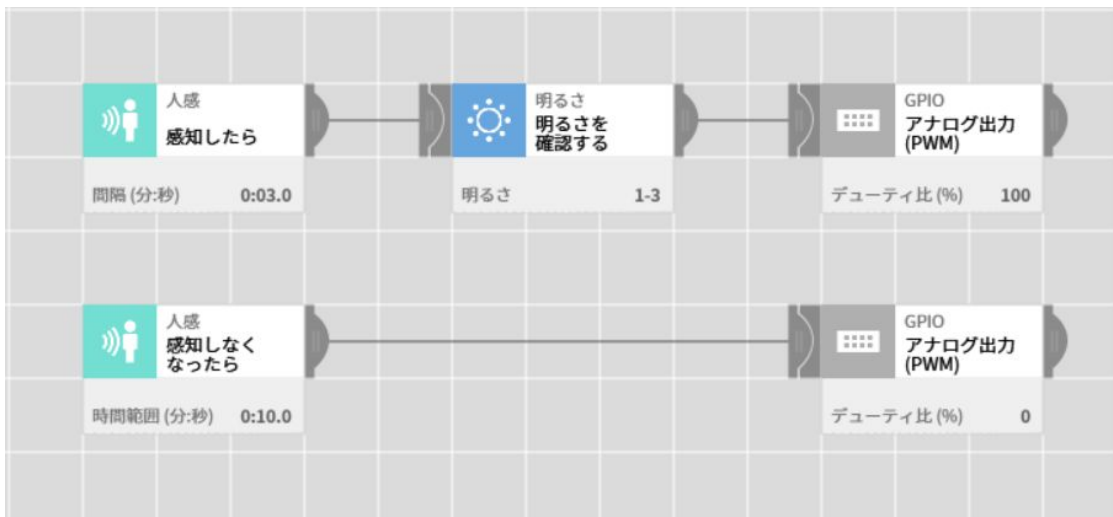 人感
感知したら
間隔 (分:秒) 0:03.0
明るさ
明るさを
確認する
明るさ 1-3
GPIO
アナログ出力
(PWM)
デューティ比 (%) 100
人感
感知しなく
なったら
時間範囲 (分:秒) 0:10.0
GPIO
アナログ出力
(PWM)
デューティ比 (%) 0